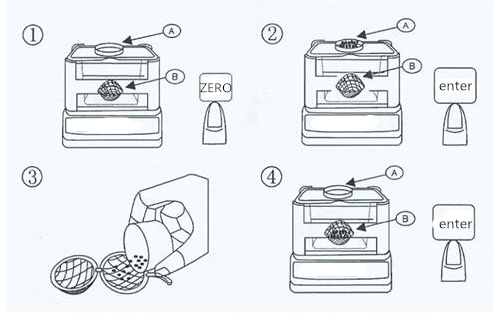 ① A
B
ZERO
② A
B
enter
③
④ A
B
enter